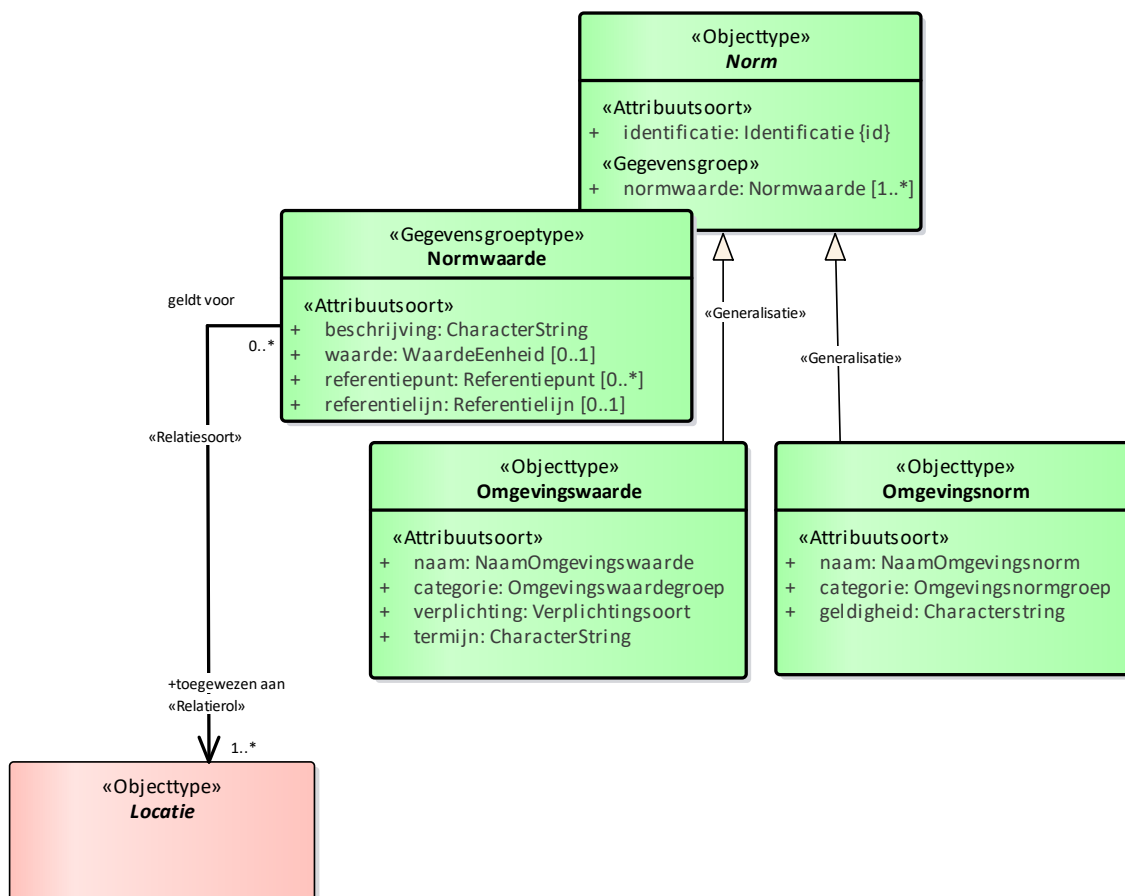 «Objecttype»
Norm
«Attribuutsoort»
+ identificatie: Identificatie {id}
«Gegevensgroep»
+ normwaarde: Normwaarde [1..*]
«Gegevensgroeptype»
Normwaarde
«Attribuutsoort»
+ beschrijving: CharacterString
+ waarde: WaardeEenheid [0..1]
+ referentiepunt: Referentiepunt [0..*]
+ referentielijn: Referentielijn [0..1]
geldt voor
0..*
«Relatiesoort»
+toegewezen aan
«Relatierol»
1..*
«Generalisatie»
«Generalisatie»
«Objecttype»
Omgevingswaarde
«Attribuutsoort»
+ naam: NaamOmgevingswaarde
+ categorie: Omgevingswaardegroep
+ verplichting: Verplichtingsoort
+ termijn: CharacterString
«Objecttype»
Omgevingsnorm
«Attribuutsoort»
+ naam: NaamOmgevingsnorm
+ categorie: Omgevingsnormgroep
+ geldigheid: Characterstring
«Objecttype»
Locatie